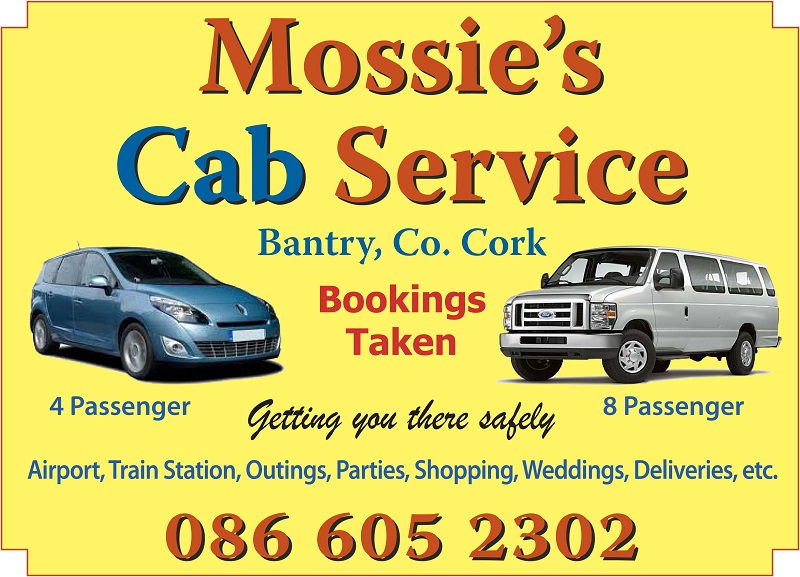 Mossie's
Cab Service
Bantry, Co. Cork
Bookings
Taken
4 Passenger
Getting you there safely
8 Passenger
Airport, Train Station, Outings, Parties, Shopping, Weddings, Deliveries, etc.
086 605 2302